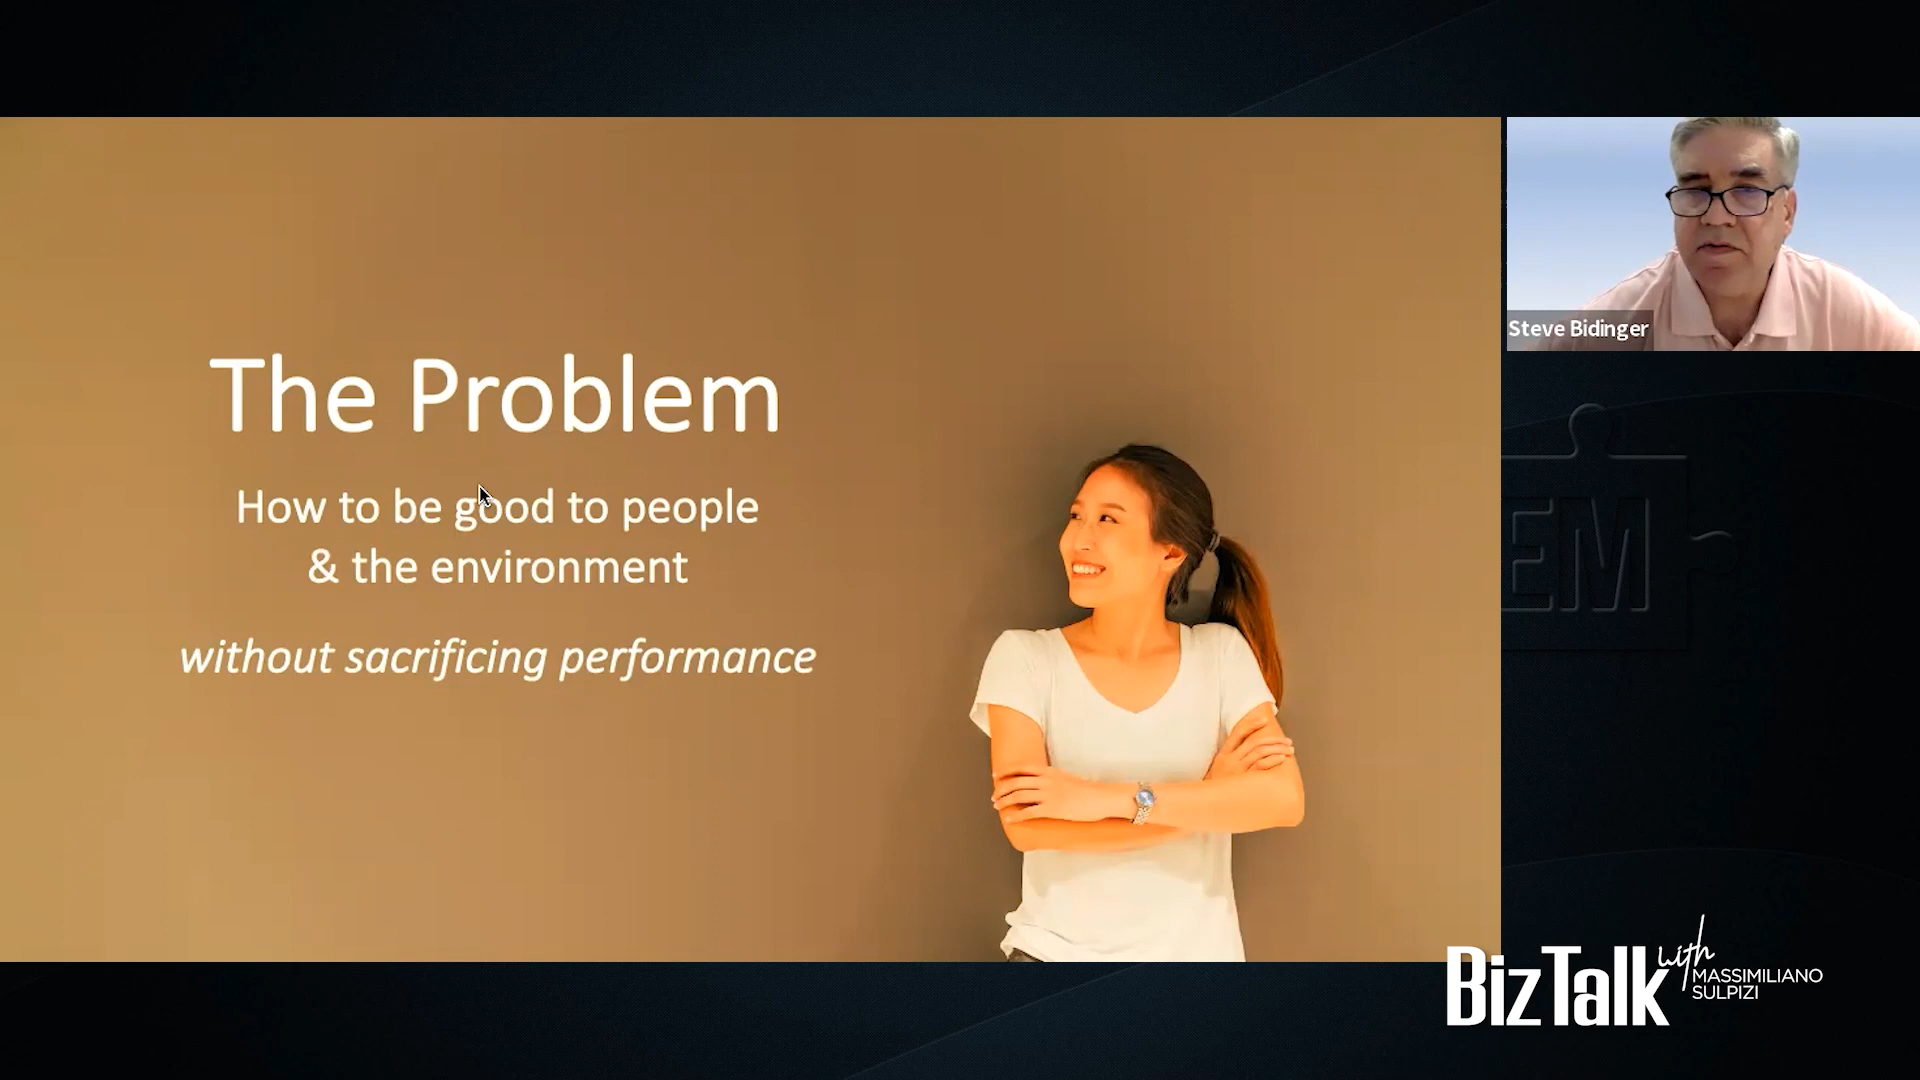 The Problem
How to be good to people
& the environment
without sacrificing performance
Steve Bidinger
EM
BizTalk with
MASSIMILIANO
SULPIZI